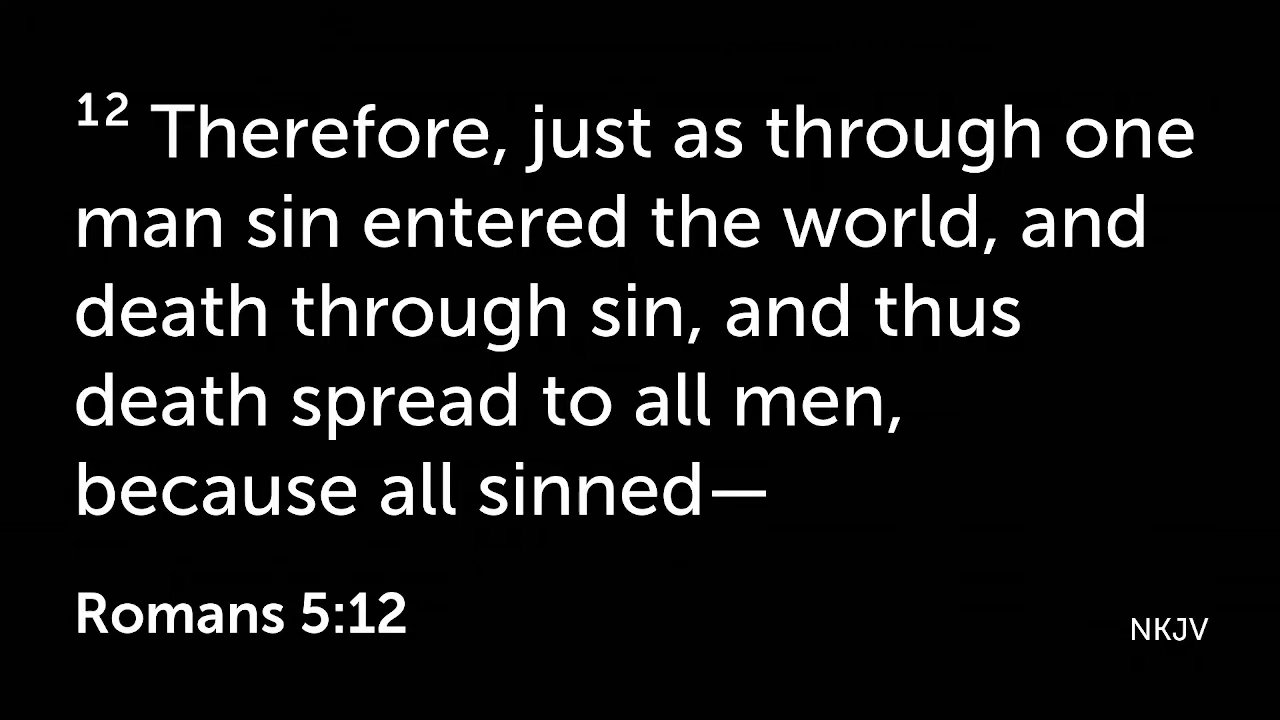 12 Therefore, just as through one
man sin entered the world, and
death through sin, and thus
death spread to all men,
because all sinned—
Romans 5:12
NKJV